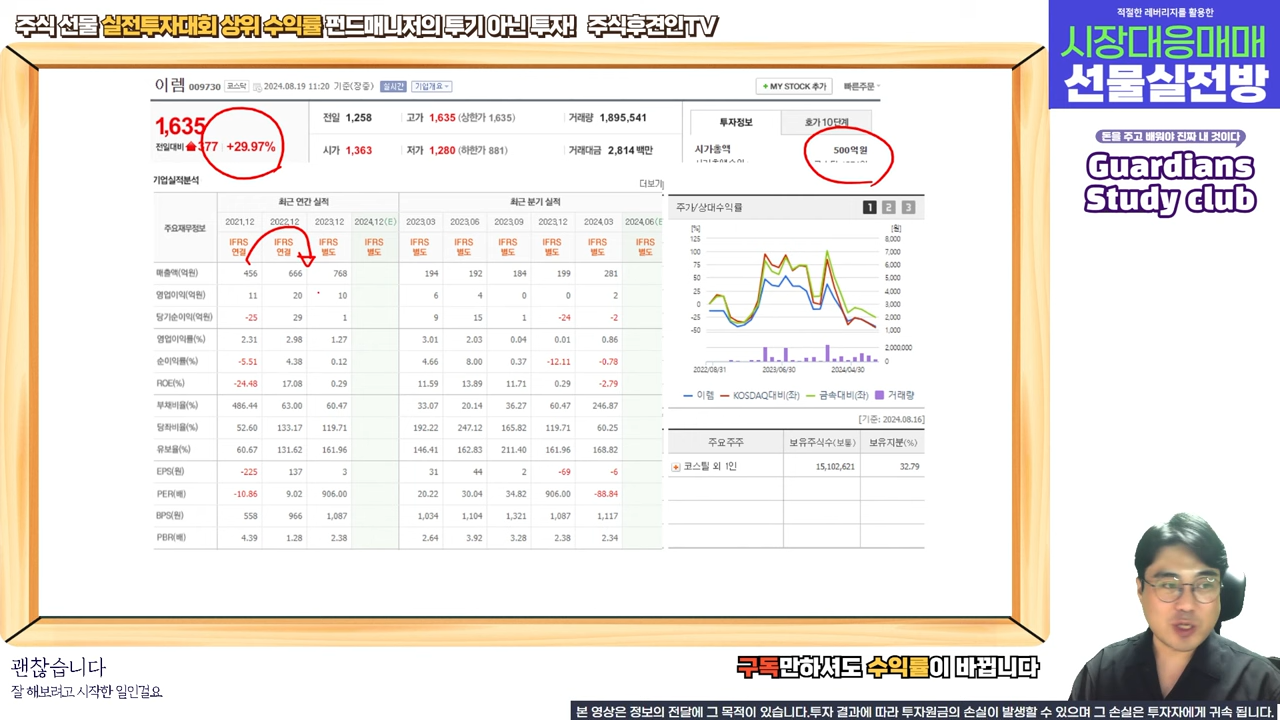 주식 선물 실전투자대회 상위 수익률 펀드매니저의 투기 아닌 투자! 주식후견인TV
적절한 레버리지를 활용한
시장대응매매
선물실전방
돈을 주고 배워야 진짜 내 것이다
Guardians
Study club
이렘 009730 코스닥 2024.08.19 11:20 기준(장중) 실시간 기업개요
+ MY STOCK 추가 빠른주문
1,635
전일대비 377 +29.97%
전일 1,258 고가 1,635 (상한가 1,635) 거래량 1,895,541
시가 1,363 저가 1,280 (하한가 881) 거래대금 2,814 백만
투자정보 호가 10단계
시가총액 500억원
기업실적분석 더보기
주요재무정보 최근 연간 실적 최근 분기 실적
2021.12 2022.12 2023.12 2024.12(E) 2023.03 2023.06 2023.09 2023.12 2024.03 2024.06(E
IFRS IFRS IFRS IFRS IFRS IFRS IFRS IFRS IFRS IFRS
연결 연결 별도 별도 별도 별도 별도 별도 별도 별도
매출액(억원) 456 666 768 194 192 184 199 281
영업이익(억원) 11 20 10 6 4 0 0 2
당기순이익(억원) -25 29 1 9 15 1 -24 -2
영업이익률(%) 2.31 2.98 1.27 3.01 2.03 0.04 0.01 0.86
순이익률(%) -5.51 4.38 0.12 4.66 8.00 0.37 -12.11 -0.78
ROE(%) -24.48 17.08 0.29 11.59 13.89 11.71 0.29 -2.79
부채비율(%) 486.44 63.00 60.47 33.07 20.14 36.27 60.47 246.87
당좌비율(%) 52.60 133.17 119.71 192.22 247.12 165.82 119.71 60.25
유보율(%) 60.67 131.62 161.96 146.41 162.83 211.40 161.96 168.82
EPS(원) -225 137 3 31 44 2 -69 -6
PER(배) -10.86 9.02 906.00 20.22 30.04 34.82 906.00 -88.84
BPS(원) 558 966 1,087 1,034 1,104 1,321 1,087 1,117
PBR(배) 4.39 1.28 2.38 2.64 3.92 3.28 2.38 2.34
주가/상대수익률 1 2 3
[%] [원]
125 8,000
100 7,000
75 6,000
50 5,000
25 4,000
0 3,000
-25 2,000
-50 1,000
2,000,000
0
2022/08/31 2023/06/30 2024/04/30
이렘 KOSDAQ대비(좌) 금속대비(좌) 거래량
[기준: 2024.08.16]
주요주주 보유주식수(보통) 보유지분(%)
코스틸 외 1인 15,102,621 32.79
괜찮습니다
잘 해보려고 시작한 일인걸요
구독만하셔도 수익률이 바뀝니다
본 영상은 정보의 전달에 그 목적이 있습니다.투자 결과에 따라 투자원금의 손실이 발생할 수 있으며 그 손실은 투자자에게 귀속 됩니다.